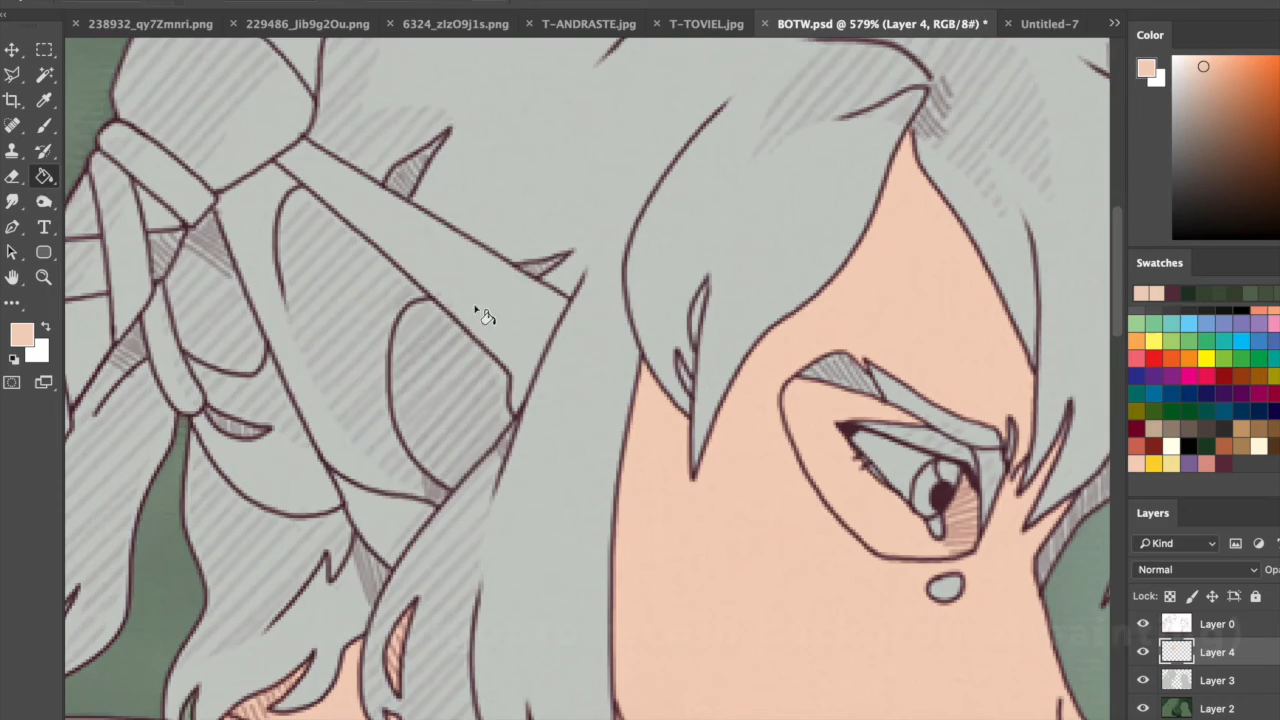 238932_qy7Zmnri.png
229486_Jib9g2Ou.png
6324_zIzO9j1s.png
T-ANDRASTE.jpg
T-TOVIEL.jpg
BOTW.psd @ 579% (Layer 4, RGB/8#) *
Untitled-7
Color
Swatches
Layers
Kind
Normal
Opa
Lock:
Layer 0
Layer 4
Layer 3
Layer 2